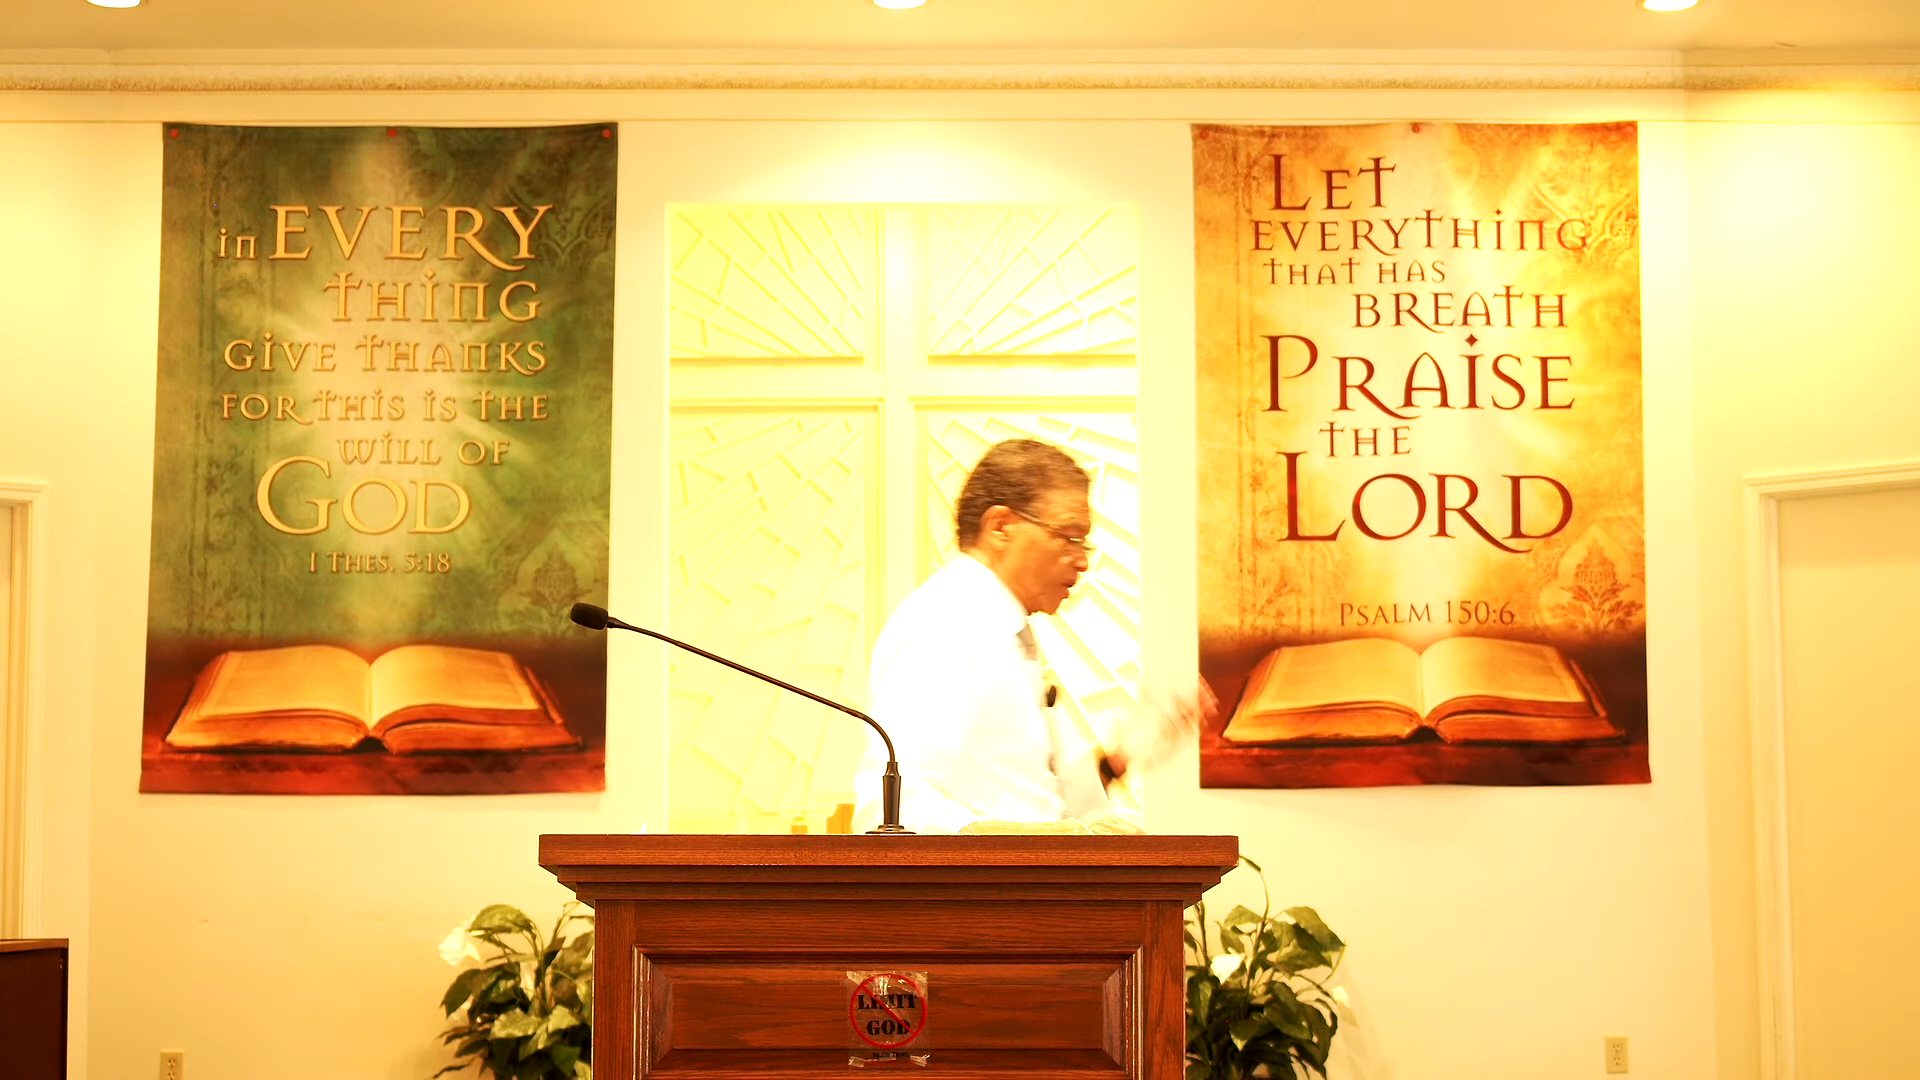 in EVERY
THING
GIVE THANKS
FOR THIS IS THE
WILL OF
GOD
I THES. 5:18
LET
EVERYTHING
THAT HAS
BREATH
PRAISE
THE
LORD
PSALM 150:6
LIMIT
GOD